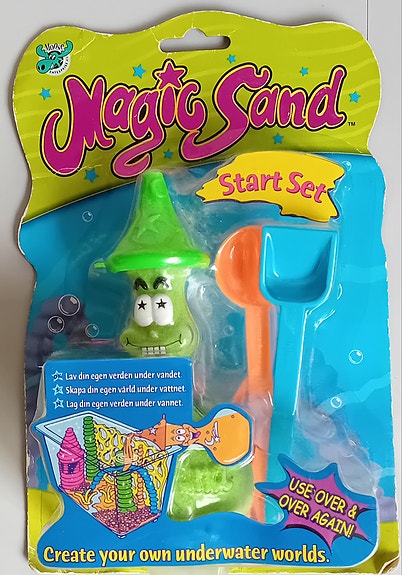 Magic Sand
TM
Start Set
Lav din egen verden under vandet.
Skapa din egen värld under vattnet.
Lag din egen verden under vannet.
USE OVER &
OVER AGAIN!
Create your own underwater worlds.